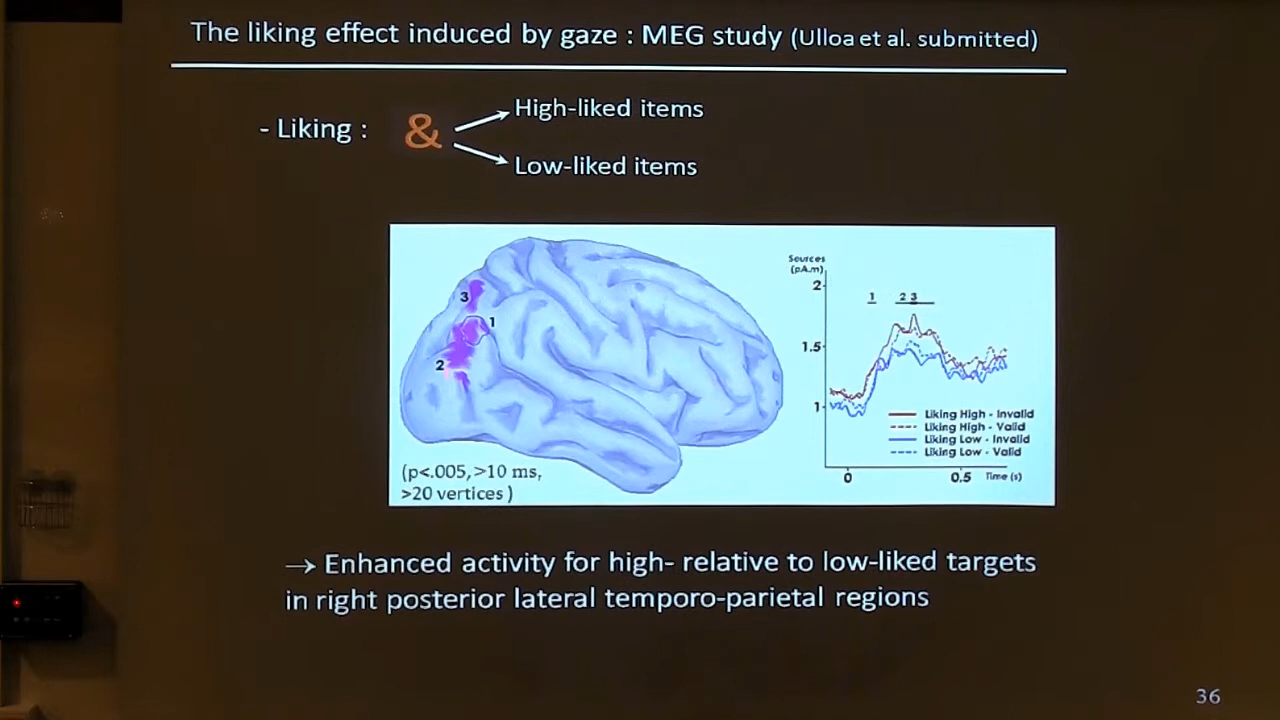 The liking effect induced by gaze : MEG study (Ulloa et al. submitted)
- Liking : & High-liked items
Low-liked items
3
1
2
(p<.005, >10 ms,
>20 vertices )
Sources
(pA.m)
2
1 2 3
1.5
1
Liking High - Invalid
Liking High - Valid
Liking Low - Invalid
Liking Low - Valid
0 0.5 Time (s)
→ Enhanced activity for high- relative to low-liked targets
in right posterior lateral temporo-parietal regions
36